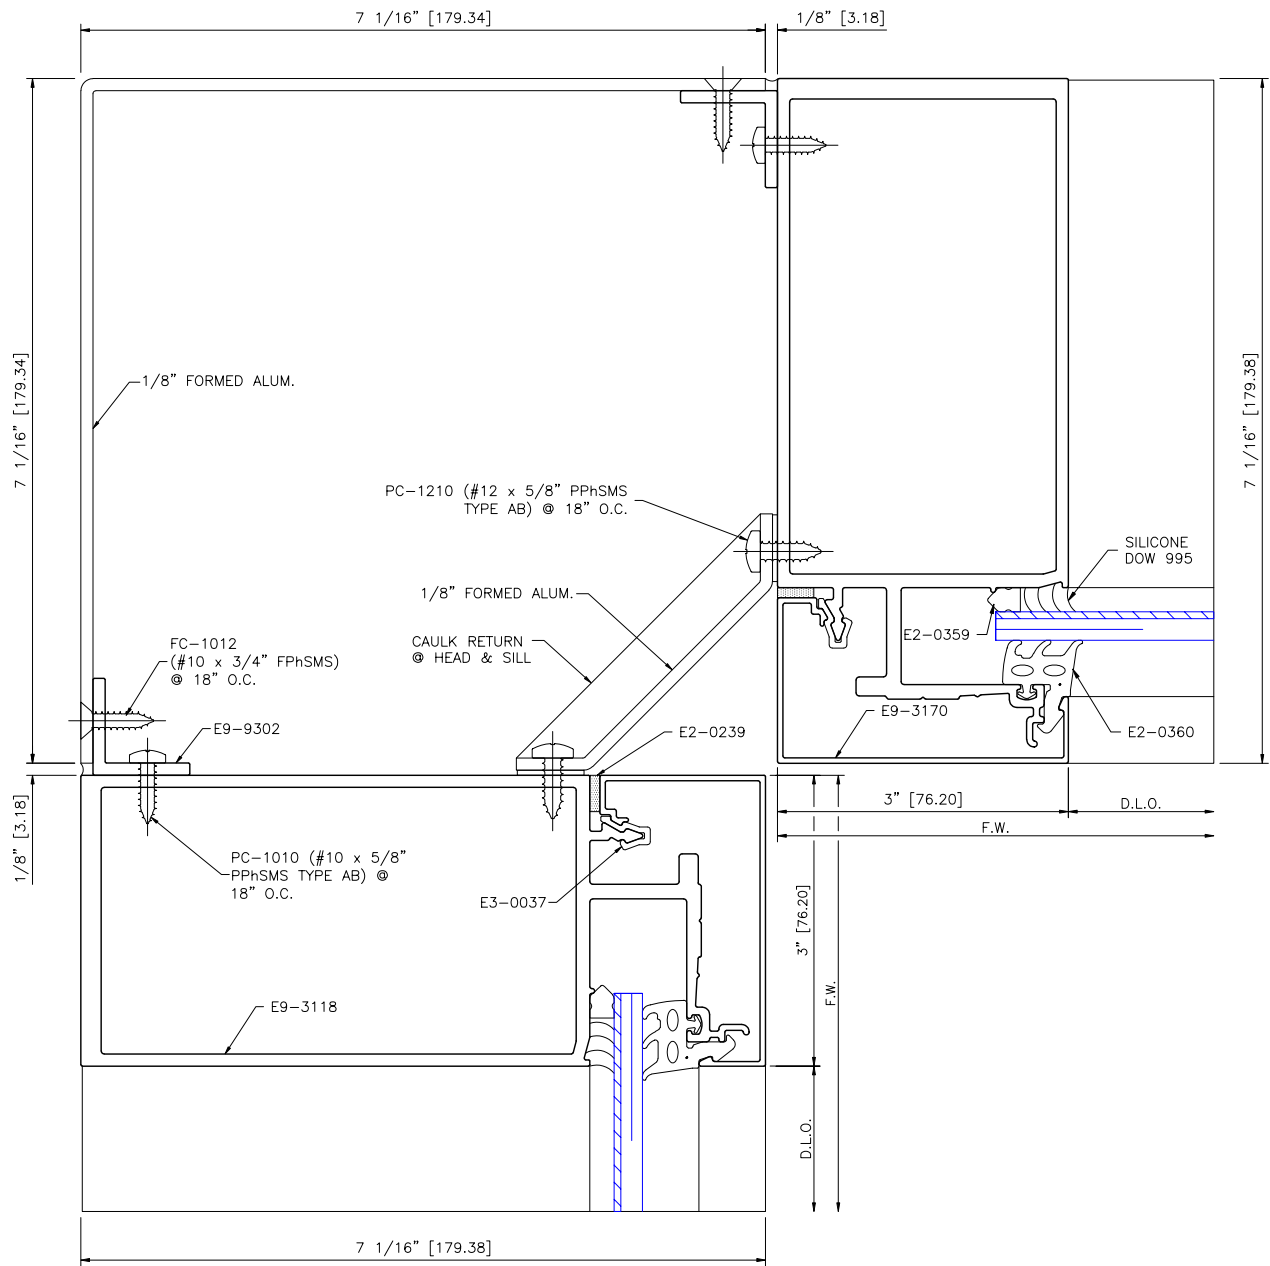 7 1/16” [179.34]
1/8” [3.18]
7 1/16” [179.34]
1/8” FORMED ALUM.
7 1/16” [179.38]
PC-1210 (#12 x 5/8” PPhSMS
TYPE AB) @ 18” O.C.
SILICONE
DOW 995
1/8” FORMED ALUM.
E2-0359
CAULK RETURN
@ HEAD & SILL
FC-1012
(#10 x 3/4” FPhSMS)
@ 18” O.C.
E9-3170
E9-9302
E2-0239
E2-0360
3” [76.20]
D.L.O.
F.W.
1/8” [3.18]
PC-1010 (#10 x 5/8”
PPhSMS TYPE AB) @
18” O.C.
E3-0037
3” [76.20]
F.W.
E9-3118
D.L.O.
7 1/16” [179.38]